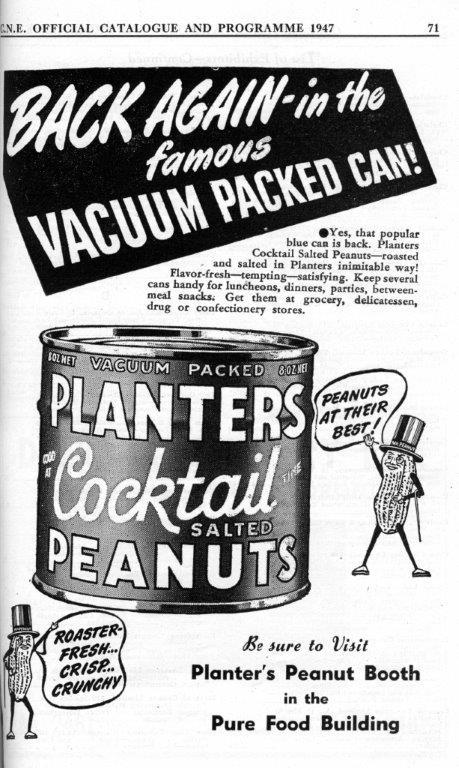 C.N.E. OFFICIAL CATALOGUE AND PROGRAMME 1947 71
BACK AGAIN-in the
famous
VACUUM PACKED CAN!
●Yes, that popular
blue can is back. Planters
Cocktail Salted Peanuts—roasted
and salted in Planters inimitable way!
Flavor-fresh—tempting—satisfying. Keep several
cans handy for luncheons, dinners, parties, between-
meal snacks. Get them at grocery, delicatessen,
drug or confectionery stores.
8 OZ NET VACUUM PACKED 8 OZ NET
PLANTERS
Cocktail
TIME
SALTED
PEANUTS
PEANUTS
AT THEIR
BEST!
MR PEANUT
ROASTER-
FRESH...
CRISP...
CRUNCHY
Be sure to Visit
Planter's Peanut Booth
in the
Pure Food Building